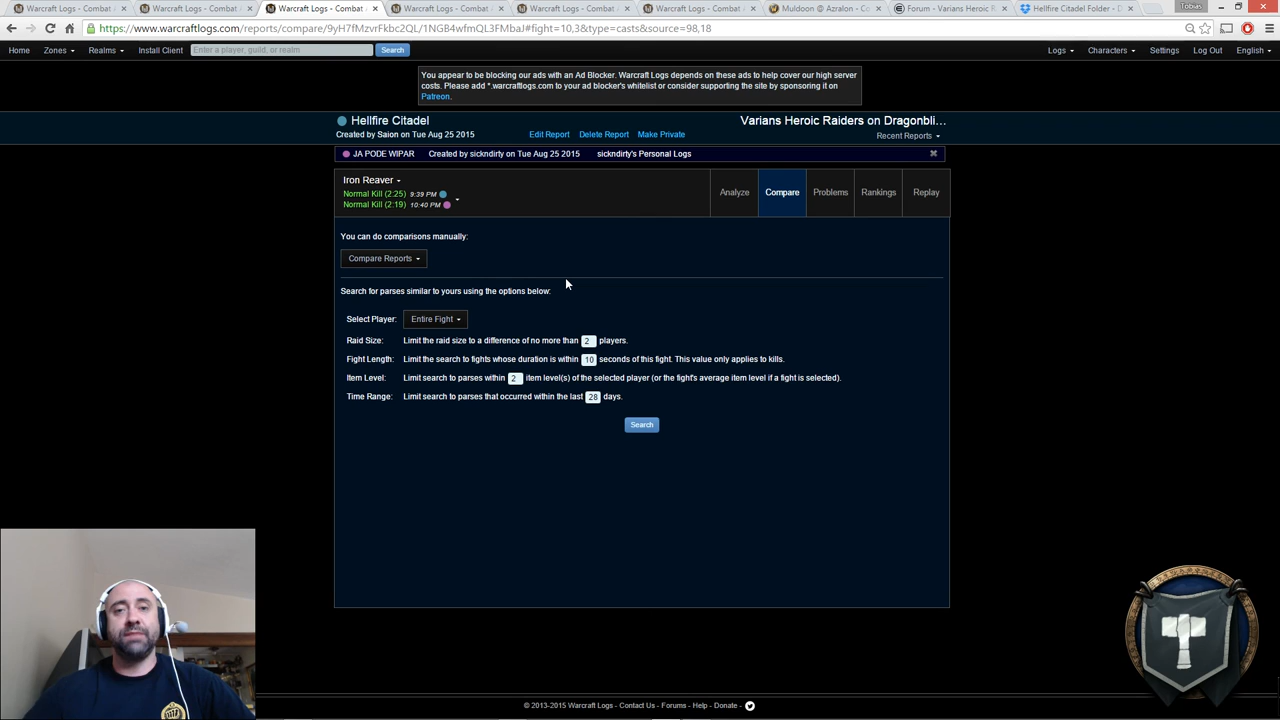 Warcraft Logs - Combat
Warcraft Logs - Combat
Warcraft Logs - Combat
Warcraft Logs - Combat
Warcraft Logs - Combat
Warcraft Logs - Combat
Muldoon @ Azralon - Co
Forum - Varians Heroic R
Hellfire Citadel Folder - D
Tobias
https://www.warcraftlogs.com/reports/compare/9yH7fMzvrFkbc2QL/1NGB4wfmQL3FMbaJ#fight=10,3&type=casts&source=98,18
Home Zones Realms Install Client Enter a player, guild, or realm Search Logs Characters Settings Log Out English
You appear to be blocking our ads with an Ad Blocker. Warcraft Logs depends on these ads to help cover our high server
costs. Please add *.warcraftlogs.com to your ad blocker's whitelist or consider supporting the site by sponsoring it on
Patreon.
Hellfire Citadel Varians Heroic Raiders on Dragonbli...
Created by Saion on Tue Aug 25 2015 Edit Report Delete Report Make Private Recent Reports
JA PODE WIPAR Created by sickndirty on Tue Aug 25 2015 sickndirty's Personal Logs
Iron Reaver
Normal Kill (2:25) 9:39 PM
Normal Kill (2:19) 10:40 PM
Analyze Compare Problems Rankings Replay
You can do comparisons manually:
Compare Reports
Search for parses similar to yours using the options below:
Select Player: Entire Fight
Raid Size: Limit the raid size to a difference of no more than 2 players.
Fight Length: Limit the search to fights whose duration is within 10 seconds of this fight. This value only applies to kills.
Item Level: Limit search to parses within 2 item level(s) of the selected player (or the fight's average item level if a fight is selected).
Time Range: Limit search to parses that occurred within the last 28 days.
Search
© 2013-2015 Warcraft Logs - Contact Us - Forums - Help - Donate -